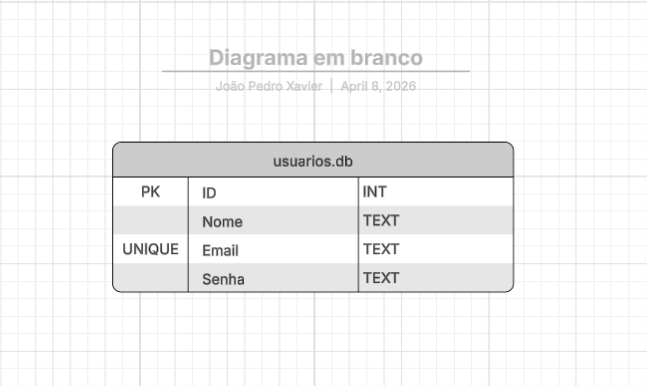 Diagrama em branco
João Pedro Xavier | April 8, 2026
usuarios.db
PK ID INT
Nome TEXT
UNIQUE Email TEXT
Senha TEXT